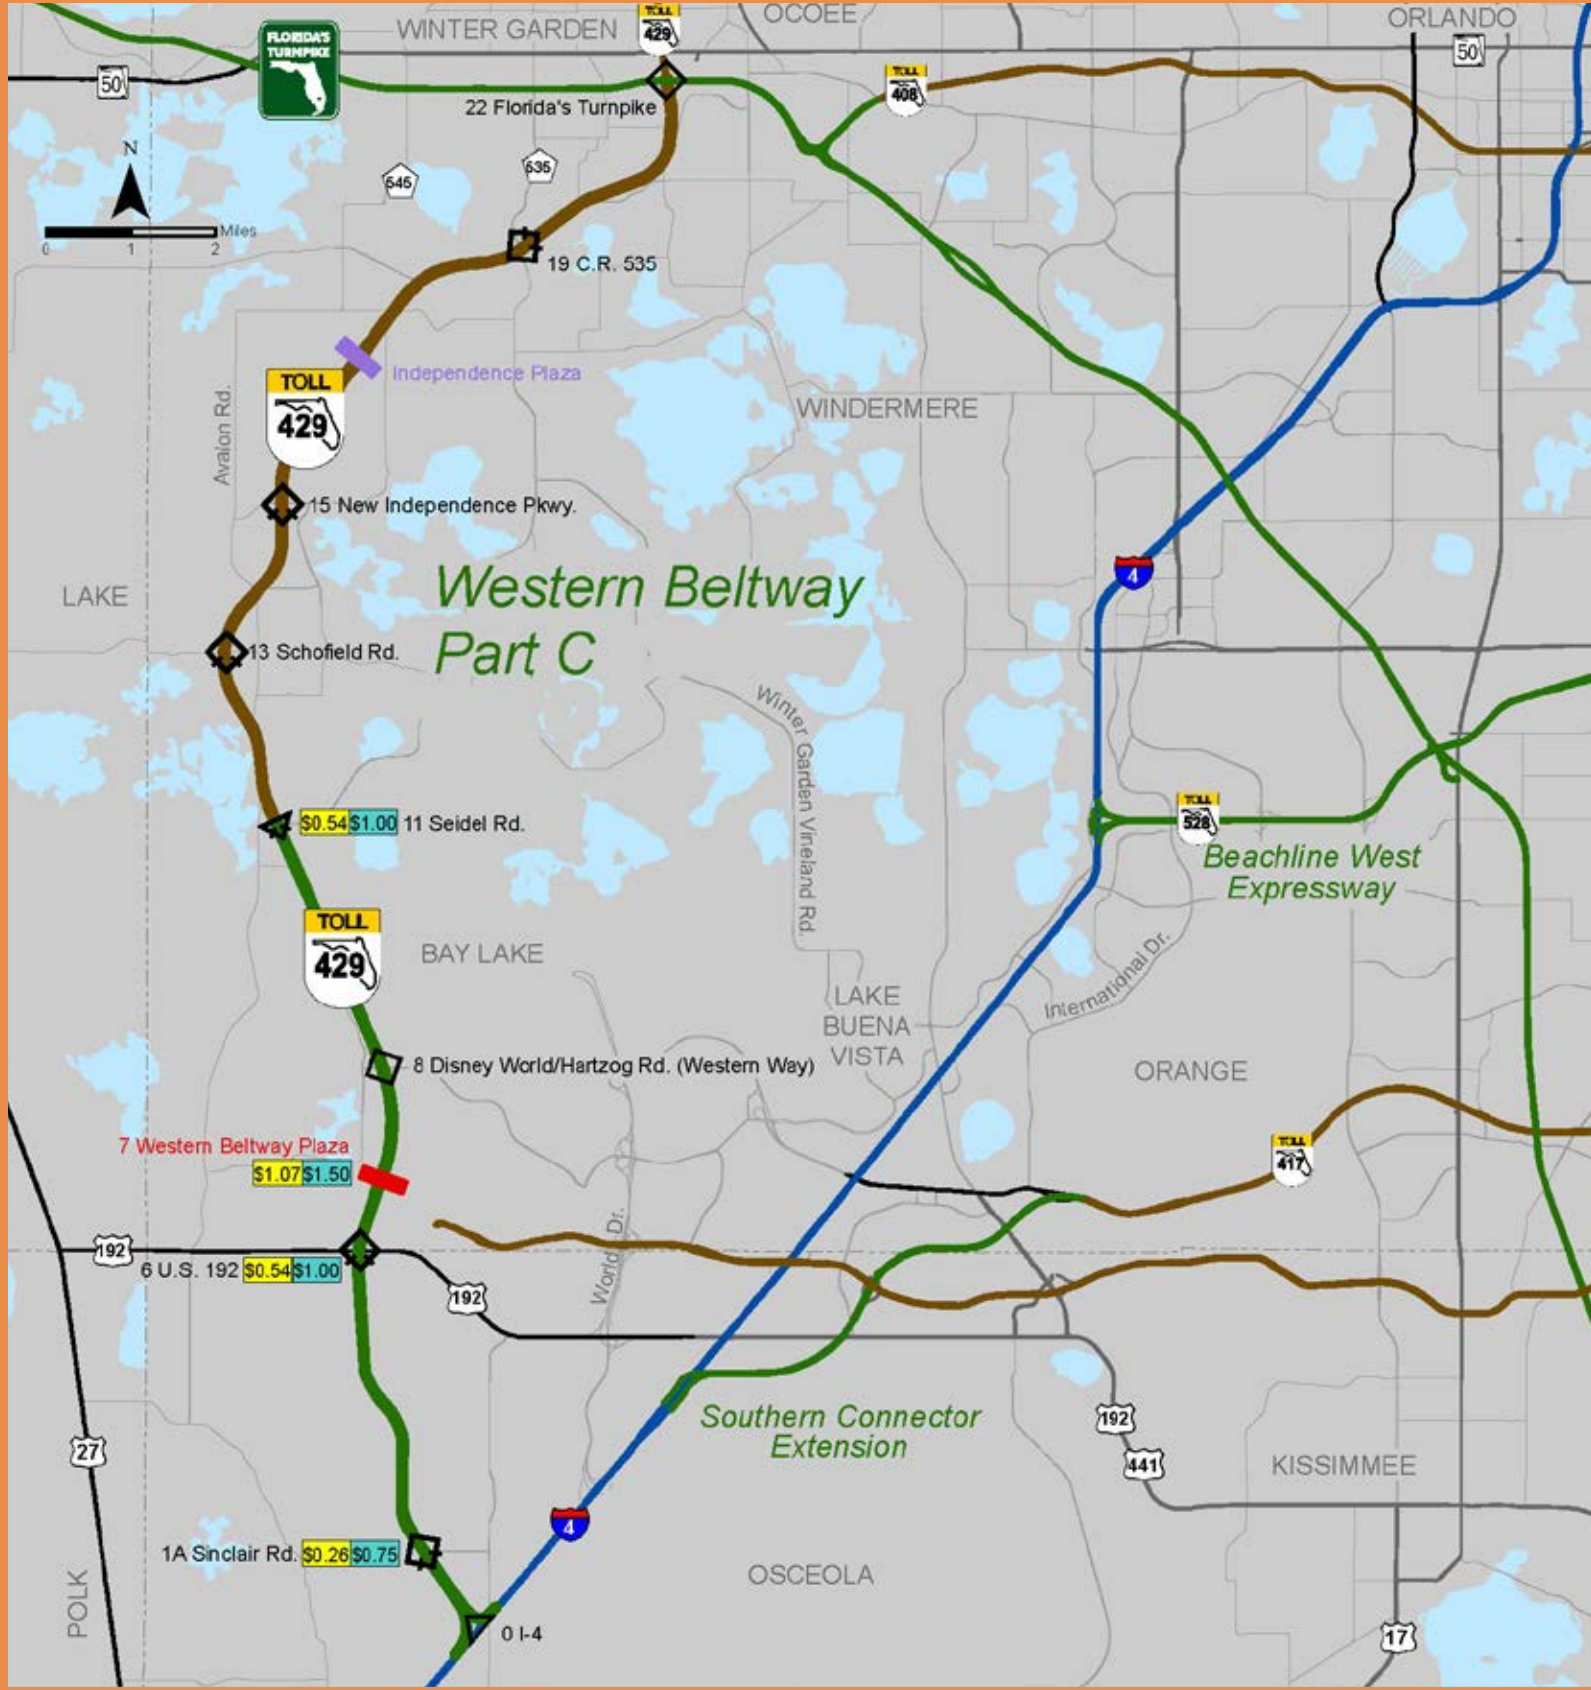 WINTER GARDEN
TOLL
429
OCOEE
ORLANDO
50
FLORIDA'S
TURNPIKE
50
22 Florida's Turnpike
TOLL
408
N
545
535
0 1 2 Miles
19 C.R. 535
Independence Plaza
TOLL
429
Avalon Rd.
WINDERMERE
15 New Independence Pkwy.
Western Beltway
Part C
4
LAKE
13 Schofield Rd.
Winter Garden Vineland Rd.
$0.54 $1.00 11 Seidel Rd.
TOLL
528
Beachline West
Expressway
TOLL
429
BAY LAKE
International Dr.
LAKE
BUENA
VISTA
8 Disney World/Hartzog Rd. (Western Way)
ORANGE
7 Western Beltway Plaza
$1.07 $1.50
TOLL
417
192
6 U.S. 192 $0.54 $1.00
192
World Dr.
Southern Connector
Extension
192
441
27
KISSIMMEE
4
1A Sinclair Rd. $0.26 $0.75
OSCEOLA
POLK
0 I-4
17